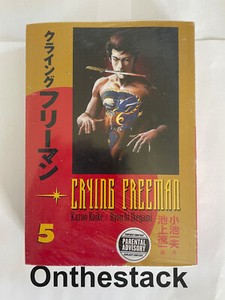 クライング フリーマン
CRYING FREEMAN
Kazuo Koike • Ryoichi Ikegami
小池一夫
池上遼一
5
PARENTAL
ADVISORY
Onthestack